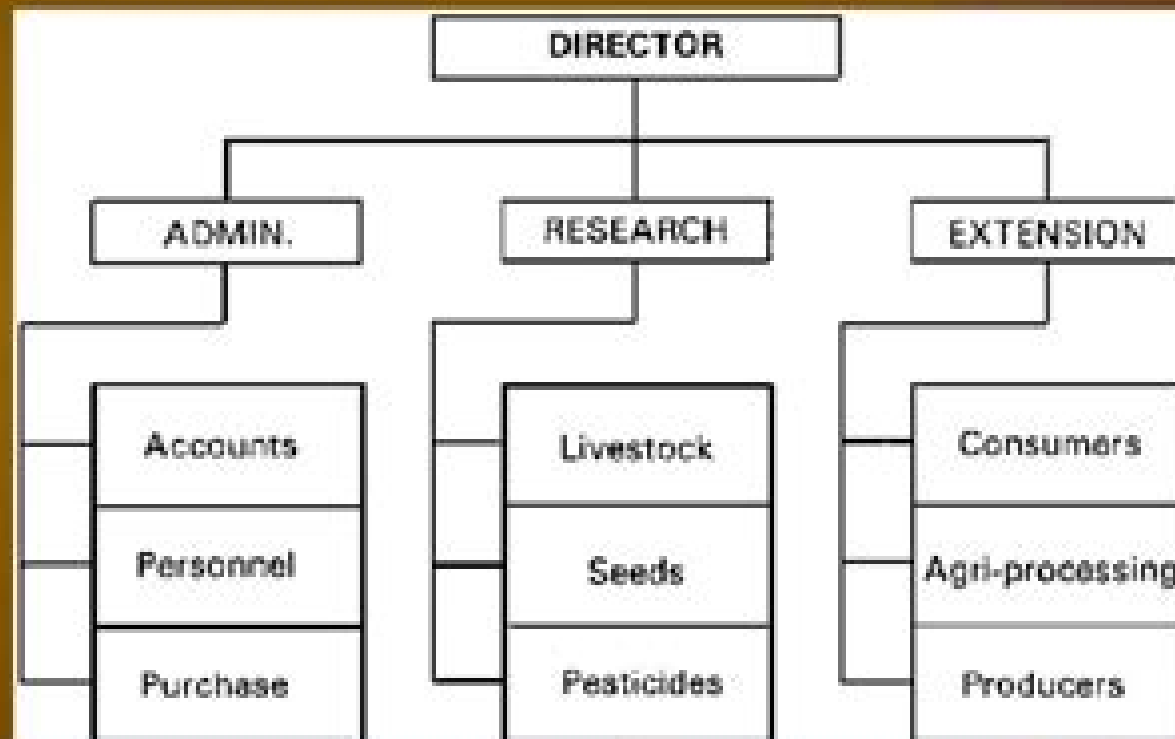 DIRECTOR
ADMIN.
RESEARCH
EXTENSION
Accounts
Livestock
Consumers
Personnel
Seeds
Agri-processing
Purchase
Pesticides
Producers